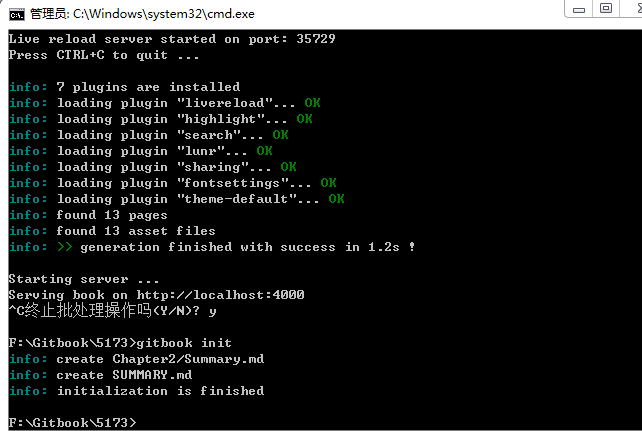 管理员: C:\Windows\system32\cmd.exe
Live reload server started on port: 35729
Press CTRL+C to quit ...
info: 7 plugins are installed
info: loading plugin "livereload"... OK
info: loading plugin "highlight"... OK
info: loading plugin "search"... OK
info: loading plugin "lunr"... OK
info: loading plugin "sharing"... OK
info: loading plugin "fontsettings"... OK
info: loading plugin "theme-default"... OK
info: found 13 pages
info: found 13 asset files
info: >> generation finished with success in 1.2s !
Starting server ...
Serving book on http://localhost:4000
^C终止批处理操作吗(Y/N)? y
F:\Gitbook\5173>gitbook init
info: create Chapter2/Summary.md
info: create SUMMARY.md
info: initialization is finished
F:\Gitbook\5173>